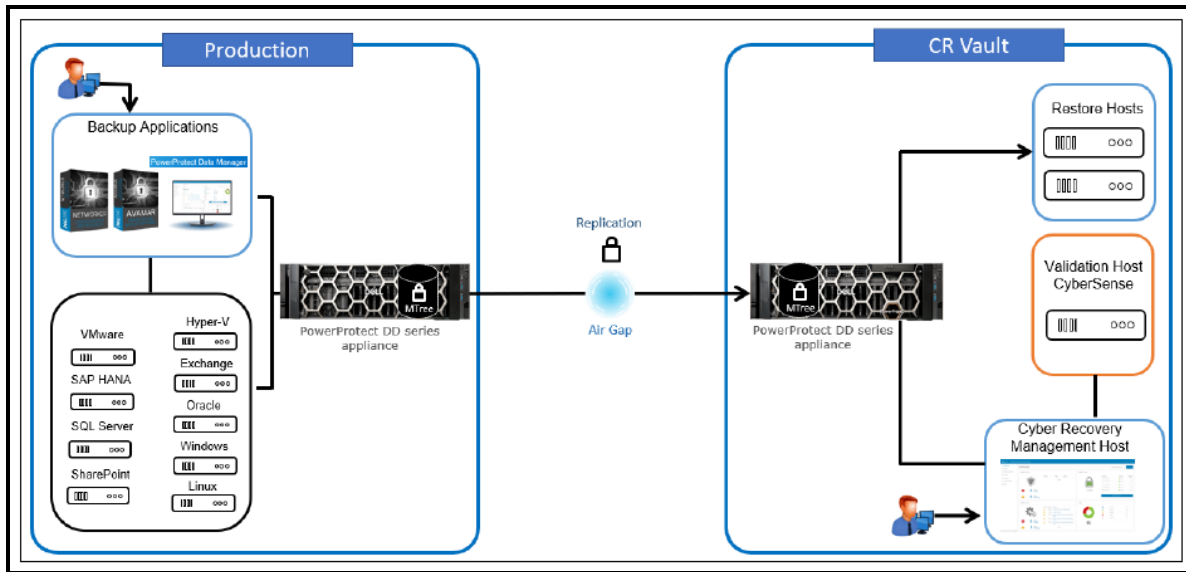 Production
Backup Applications
PowerProtect Data Manager
NETWORKER
AVAMAR
VMware
SAP HANA
SQL Server
SharePoint
Hyper-V
Exchange
Oracle
Windows
Linux
MTree
PowerProtect DD series
appliance
Replication
Air Gap
CR Vault
MTree
PowerProtect DD series
appliance
Restore Hosts
Validation Host
CyberSense
Cyber Recovery
Management Host